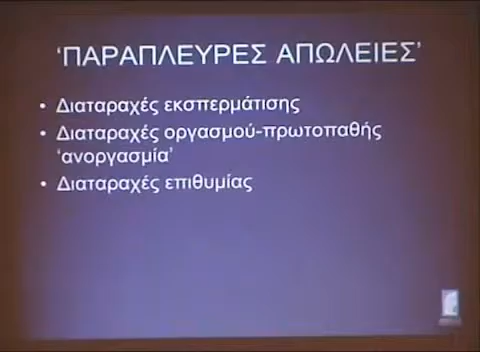 ‘ΠΑΡΑΠΛΕΥΡΕΣ ΑΠΩΛΕΙΕΣ’
• Διαταραχές εκσπερμάτισης
• Διαταραχές οργασμού-πρωτοπαθής
‘ανοργασμία’
• Διαταραχές επιθυμίας